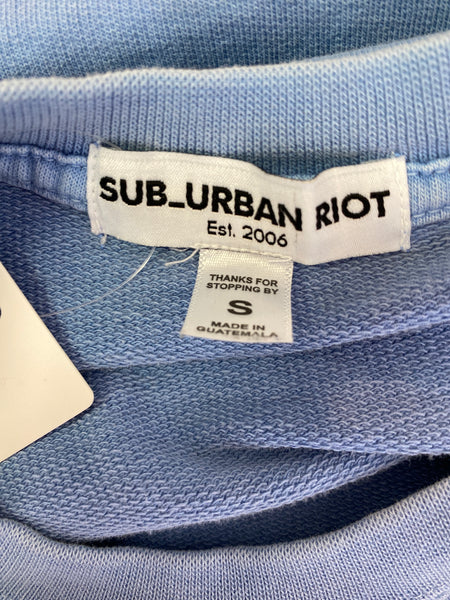 SUB_URBAN RIOT
Est. 2006
THANKS FOR
STOPPING BY
S
MADE IN
GUATEMALA